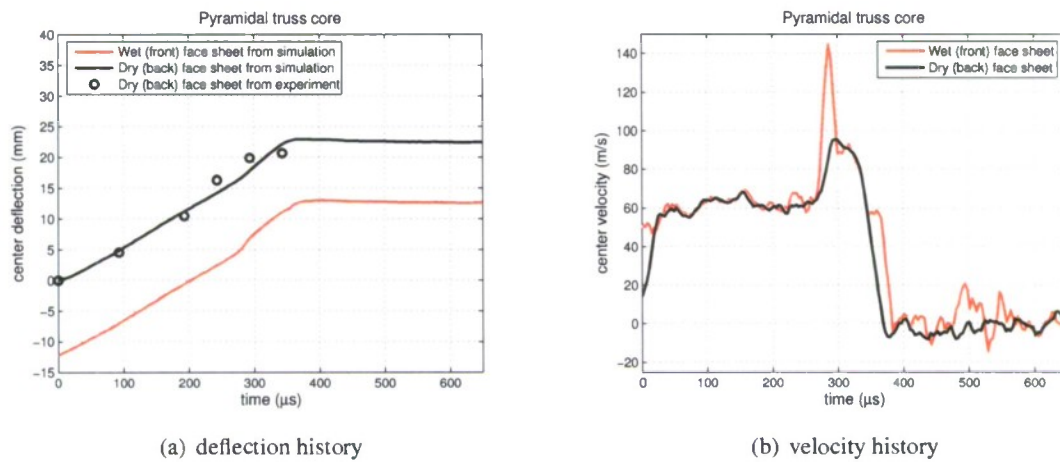 Pyramidal truss core
40
35
30
25
20
15
10
5
0
−5
−10
−15
center deflection (mm)
Wet (front) face sheet from simulation
Dry (back) face sheet from simulation
Dry (back) face sheet from experiment
0 100 200 300 400 500 600
time (μs)
(a) deflection history
Pyramidal truss core
140
120
100
80
60
40
20
0
−20
center velocity (m/s)
Wet (front) face sheet
Dry (back) face sheet
0 100 200 300 400 500 600
time (μs)
(b) velocity history